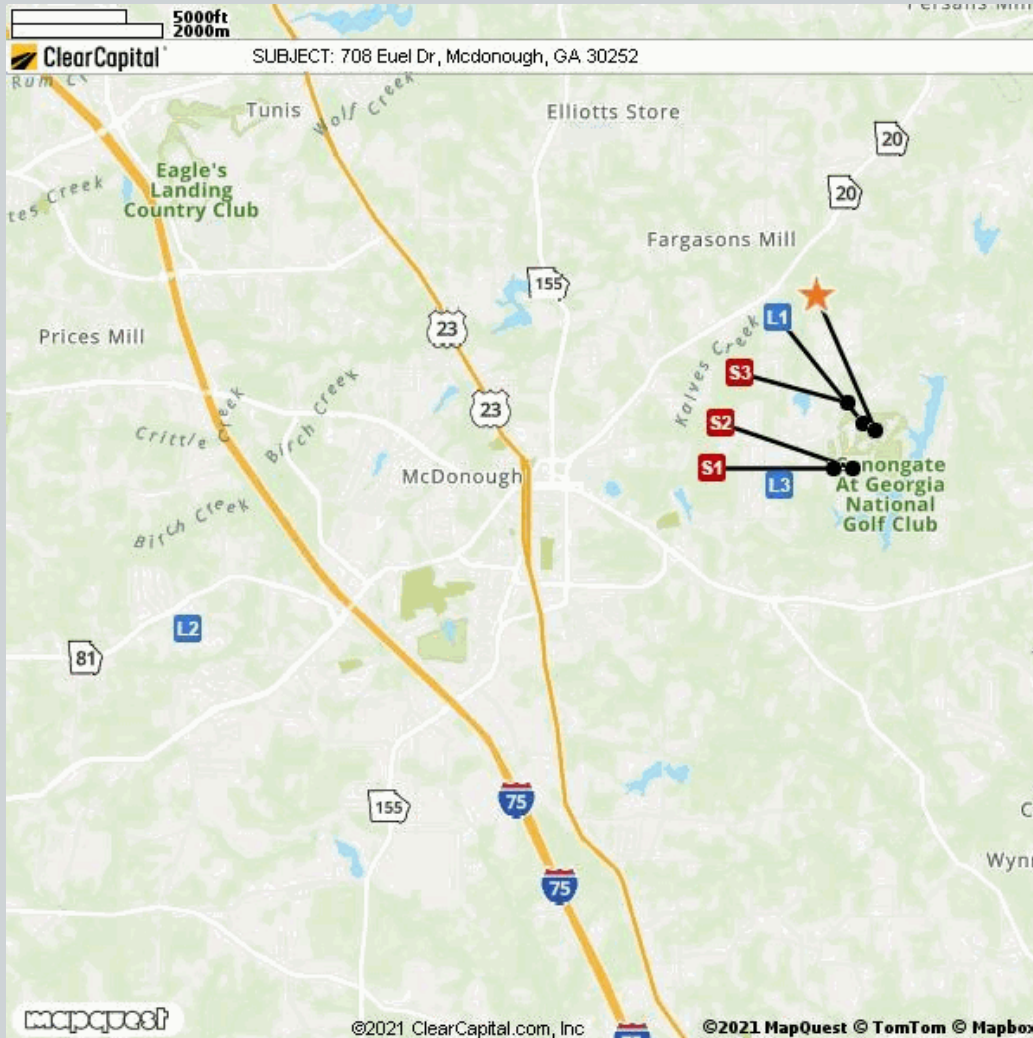 5000ft
2000m
ClearCapital
SUBJECT: 708 Euel Dr, Mcdonough, GA 30252
Tunis
Wolf Creek
Elliotts Store
20
Eagle's
Landing
Country Club
Creek
20
Fargasons Mill
155
L1
23
Prices Mill
Kalves Creek
S3
23
Crittle Creek
Birch Creek
S2
McDonough
S1
L3
At Georgia
National
Golf Club
Birch Creek
L2
81
155
75
75
75
mapquest
©2021 ClearCapital.com, Inc
©2021 MapQuest © TomTom © Mapbox